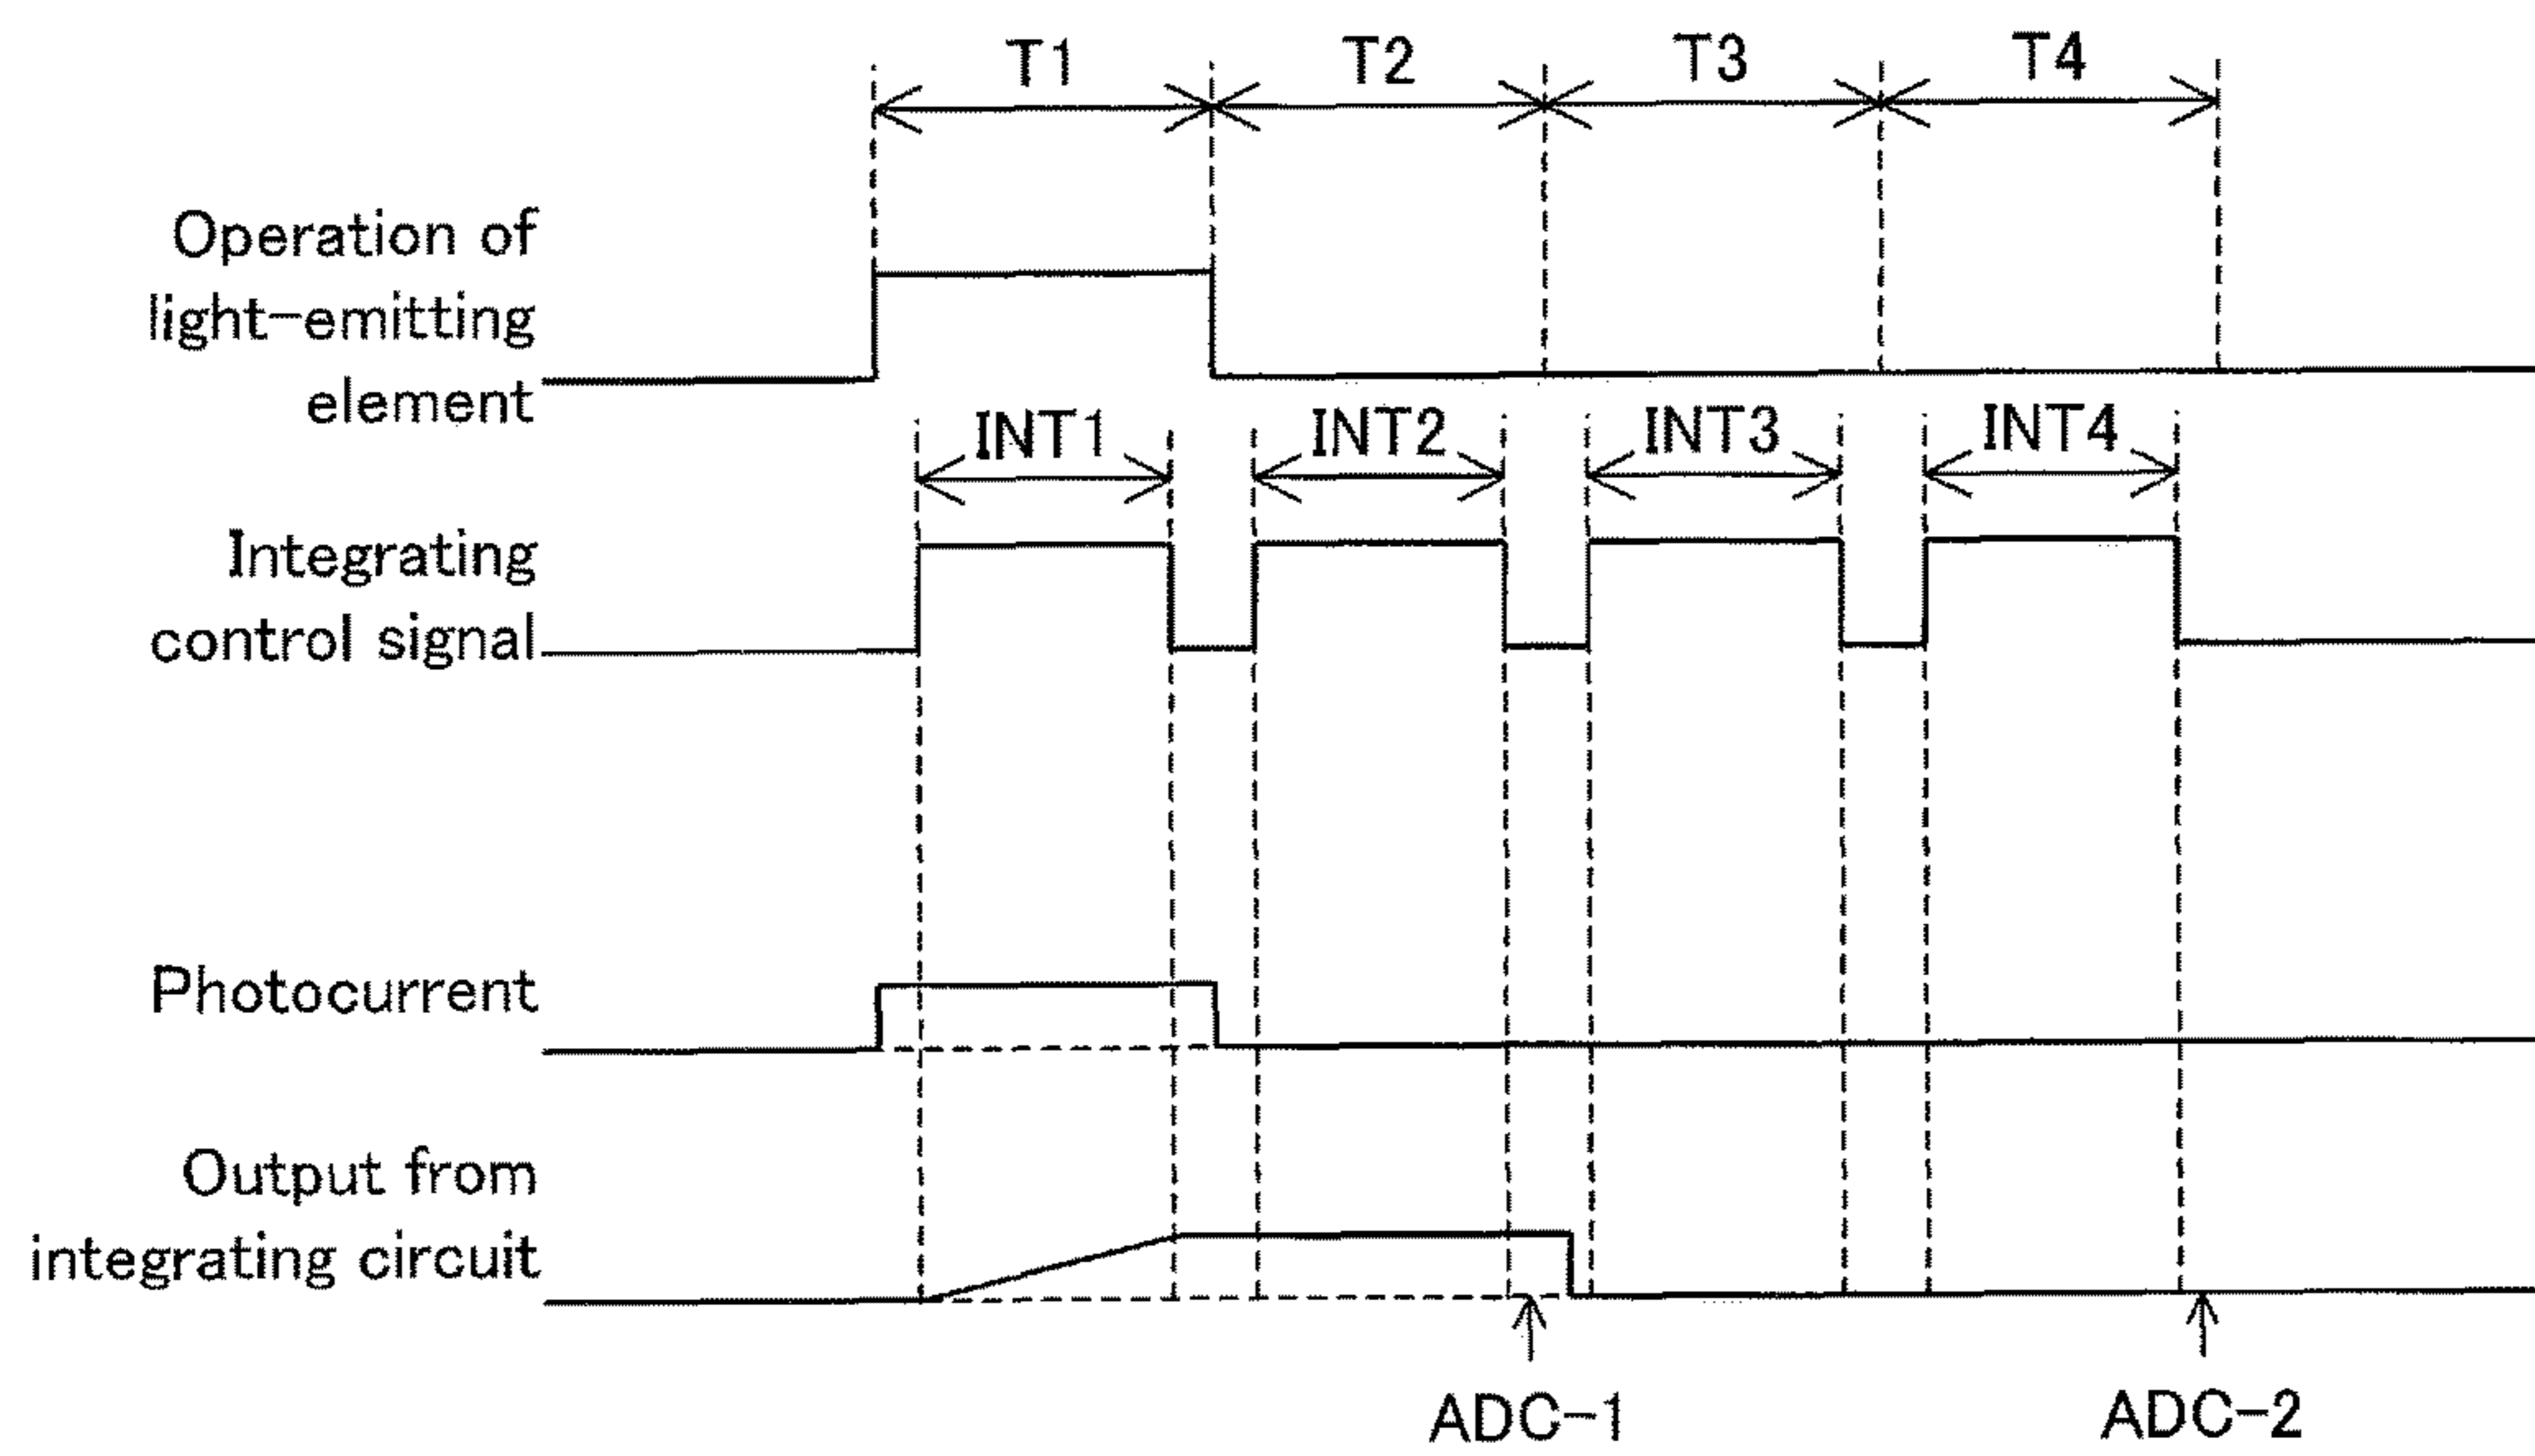 T1 T2 T3 T4
Operation of
light-emitting
element
INT1 INT2 INT3 INT4
Integrating
control signal
Photocurrent
Output from
integrating circuit
ADC-1 ADC-2